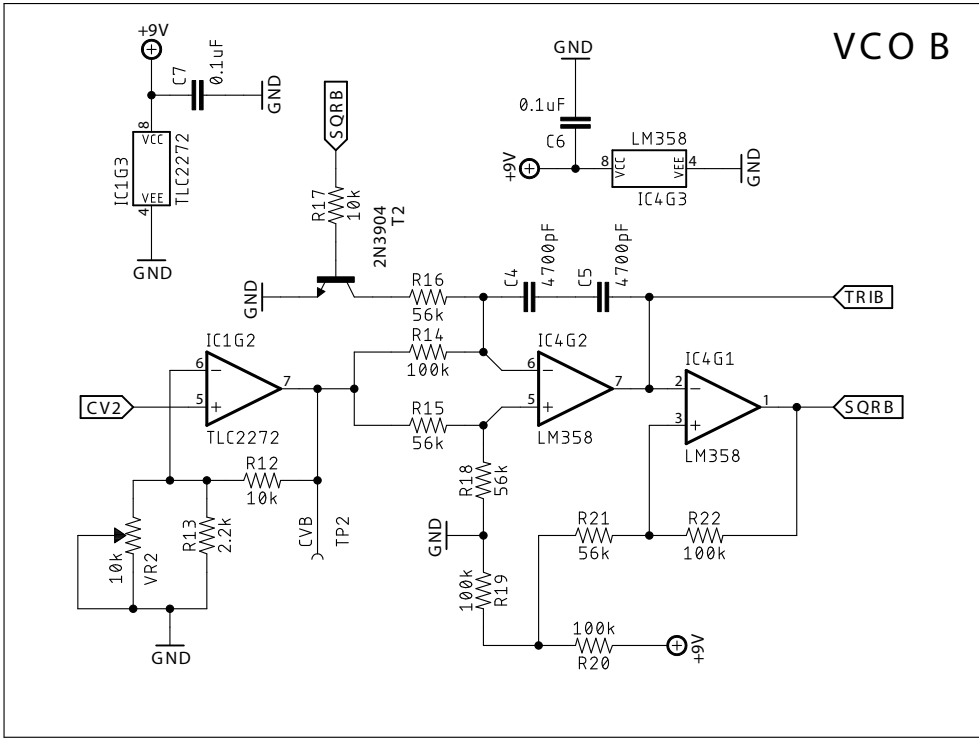 VCO B
+9V
C7
0.1uF
GND
8
VCC
IC1G3
TLC2272
VEE
4
GND
SQRB
R17
10k
2N3904
T2
GND
GND
0.1uF
C6
+9V
LM358
8
VCC
VEE
4
GND
IC4G3
R16
56k
C4
4700pF
C5
4700pF
TRIB
IC1G2
6
5
7
CV2
TLC2272
R14
100k
R15
56k
IC4G2
6
5
7
LM358
IC4G1
2
3
1
LM358
SQRB
R12
10k
R13
2.2k
10k
VR2
GND
CVB
TP2
R18
56k
GND
100k
R19
R21
56k
R22
100k
100k
R20
+9V